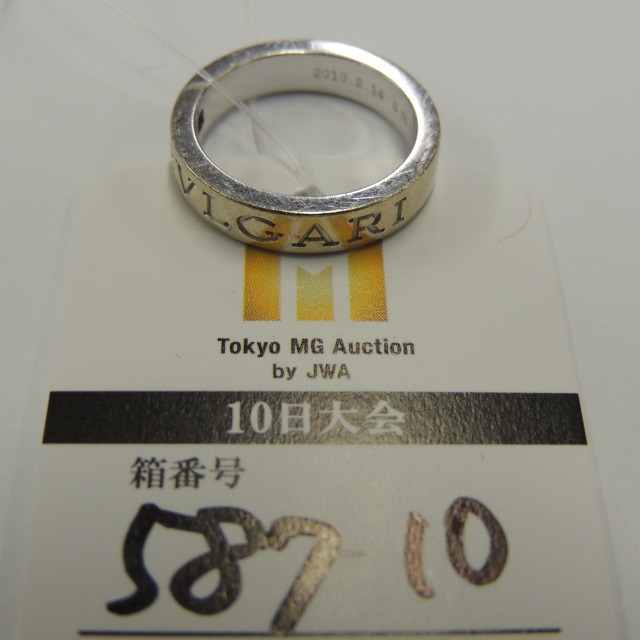 2010.2.14
VLGARI
Tokyo MG Auction
by JWA
10日大会
箱番号
587 10